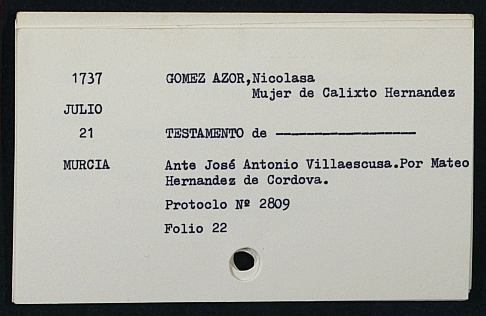 1737 GOMEZ AZOR,Nicolasa
Mujer de Calixto Hernandez
JULIO
21 TESTAMENTO de --------------------
MURCIA Ante José Antonio Villaescusa.Por Mateo
Hernandez de Cordova.
Protoclo Nº 2809
Folio 22